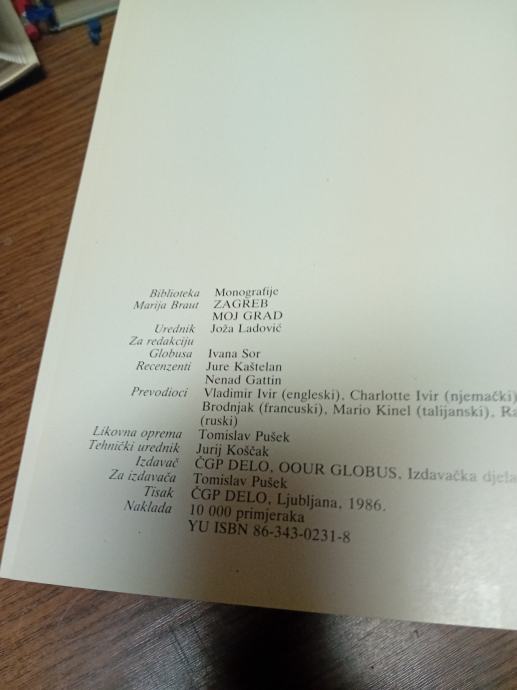 Biblioteka Monografije
Marija Braut ZAGREB
MOJ GRAD
Urednik Joža Ladović
Za redakciju
Globusa Ivana Sor
Recenzenti Jure Kaštelan
Nenad Gattin
Prevodioci Vladimir Ivir (engleski), Charlotte Ivir (njemački)
Brodnjak (francuski), Mario Kinel (talijanski), Ra
(ruski)
Likovna oprema Tomislav Pušek
Tehnički urednik Jurij Koščak
Izdavač ČGP DELO, OOUR GLOBUS, Izdavačka djela
Za izdavača Tomislav Pušek
Tisak ČGP DELO, Ljubljana, 1986.
Naklada 10 000 primjeraka
YU ISBN 86-343-0231-8